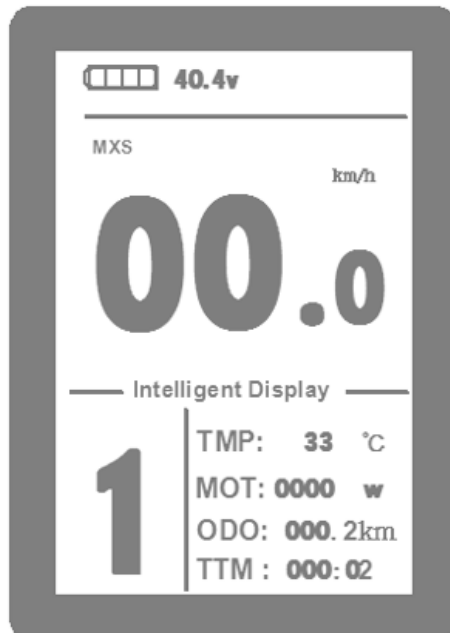 40.4v
MXS
km/h
00.0
Intelligent Display
1
TMP: 33 °C
MOT: 0000 w
ODO: 000.2km
TTM : 000:02